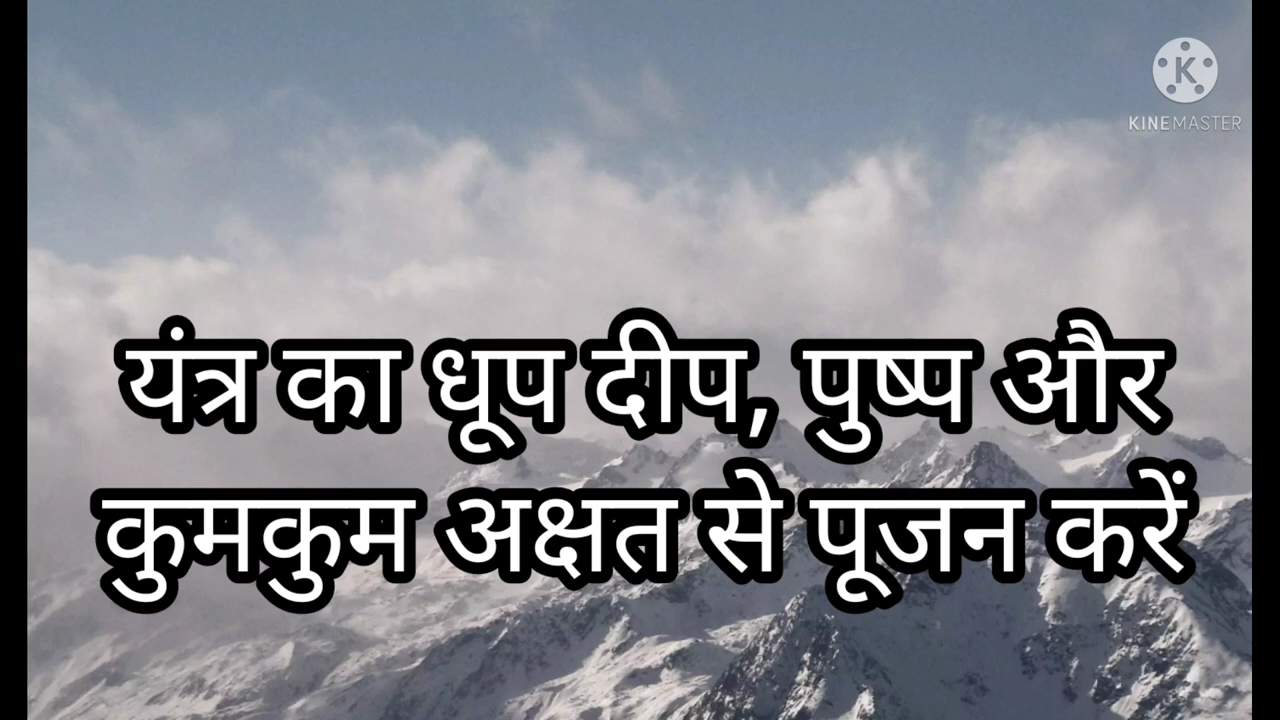 KINEMASTER
यंत्र का धूप दीप, पुष्प और
कुमकुम अक्षत से पूजन करें